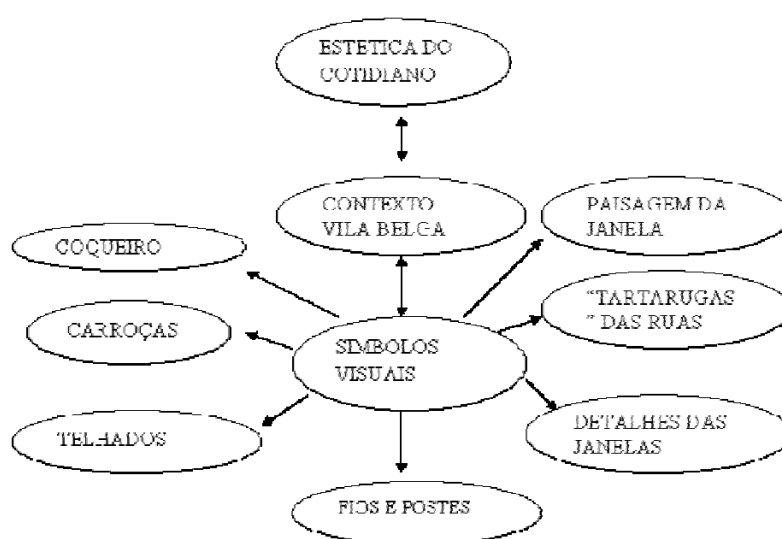 ESTETICA DO
COTIDIANO
CONTEXTO
VILA BELGA
PAISAGEM DA
JANELA
COQUEIRO
"TARTARUGAS
" DAS RUAS
CARROÇAS
SIMBOLOS
VISUAIS
TELHADOS
DETALHES DAS
JANELAS
FIOS E POSTES